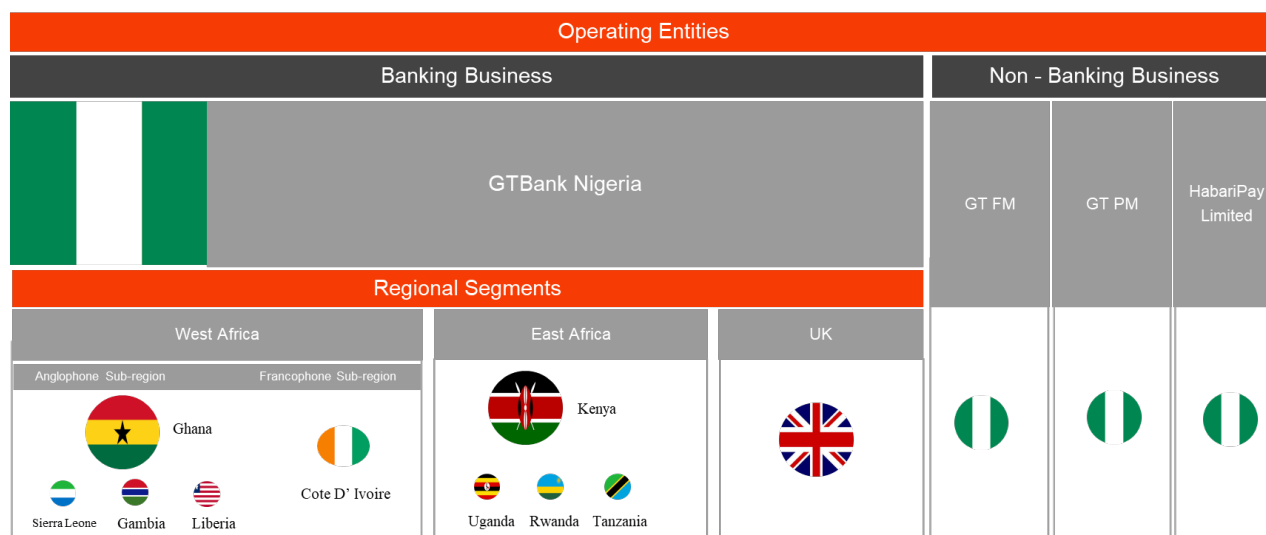 Operating Entities
Banking Business
Non - Banking Business
GTBank Nigeria
GT FM
GT PM
HabariPay
Limited
Regional Segments
West Africa
East Africa
UK
Anglophone Sub-region
Francophone Sub-region
Ghana
Kenya
Cote D’ Ivoire
Sierra Leone
Gambia
Liberia
Uganda
Rwanda
Tanzania